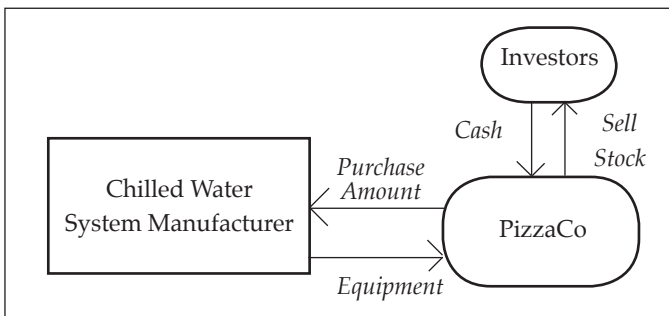 Investors
Cash
Sell
Stock
Purchase
Amount
Chilled Water
System Manufacturer
PizzaCo
Equipment